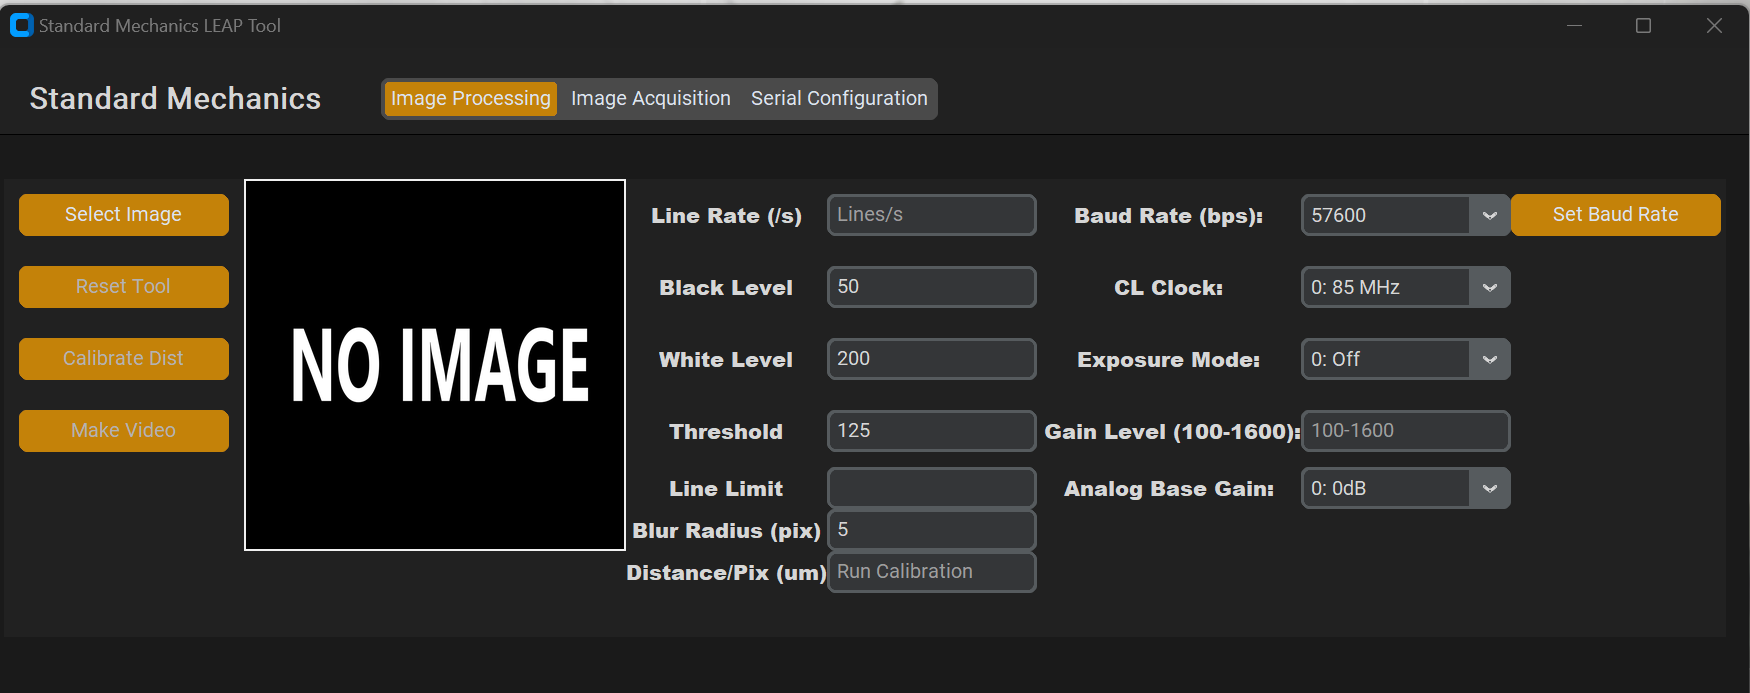 Standard Mechanics LEAP Tool
Standard Mechanics
Image Processing
Image Acquisition
Serial Configuration
Select Image
Reset Tool
Calibrate Dist
Make Video
NO IMAGE
Line Rate (/s)
Lines/s
Black Level
50
White Level
200
Threshold
125
Line Limit
Blur Radius (pix)
5
Distance/Pix (um)
Run Calibration
Baud Rate (bps):
57600
Set Baud Rate
CL Clock:
0: 85 MHz
Exposure Mode:
0: Off
Gain Level (100-1600):
100-1600
Analog Base Gain:
0: 0dB